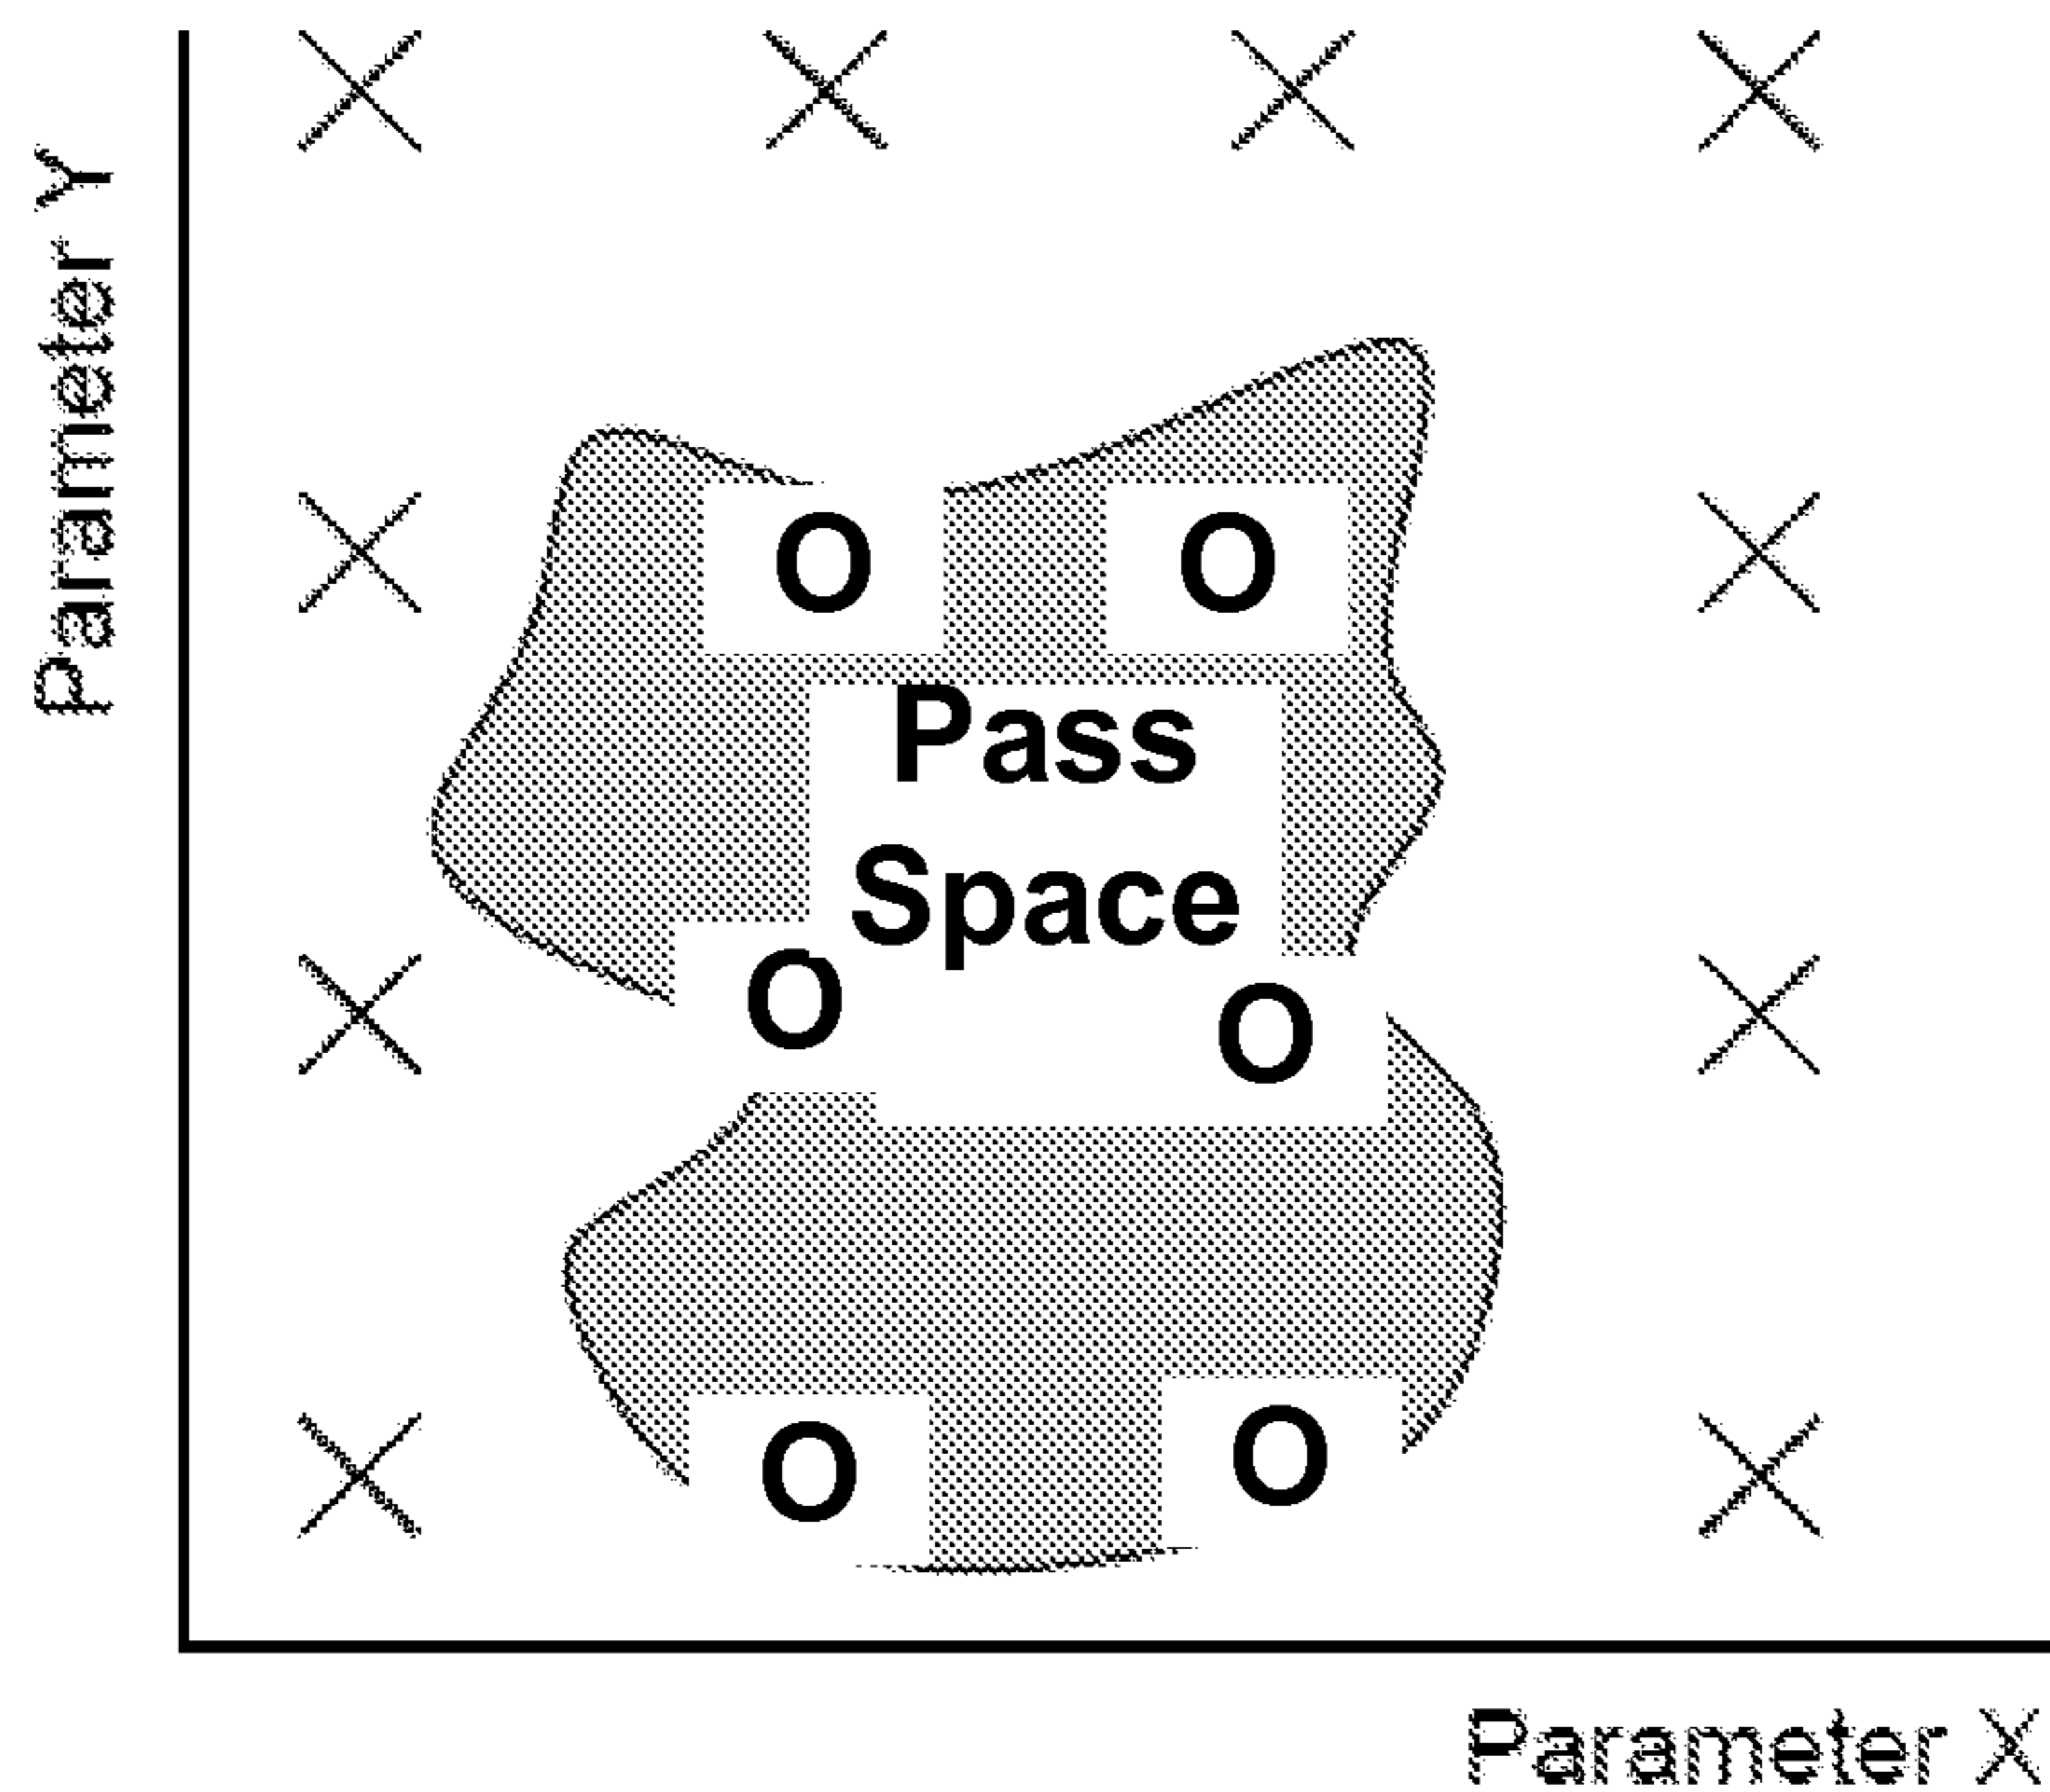 X X X X
Parameter Y
X O O X
Pass
Space
X O O X
X O O X
Parameter X